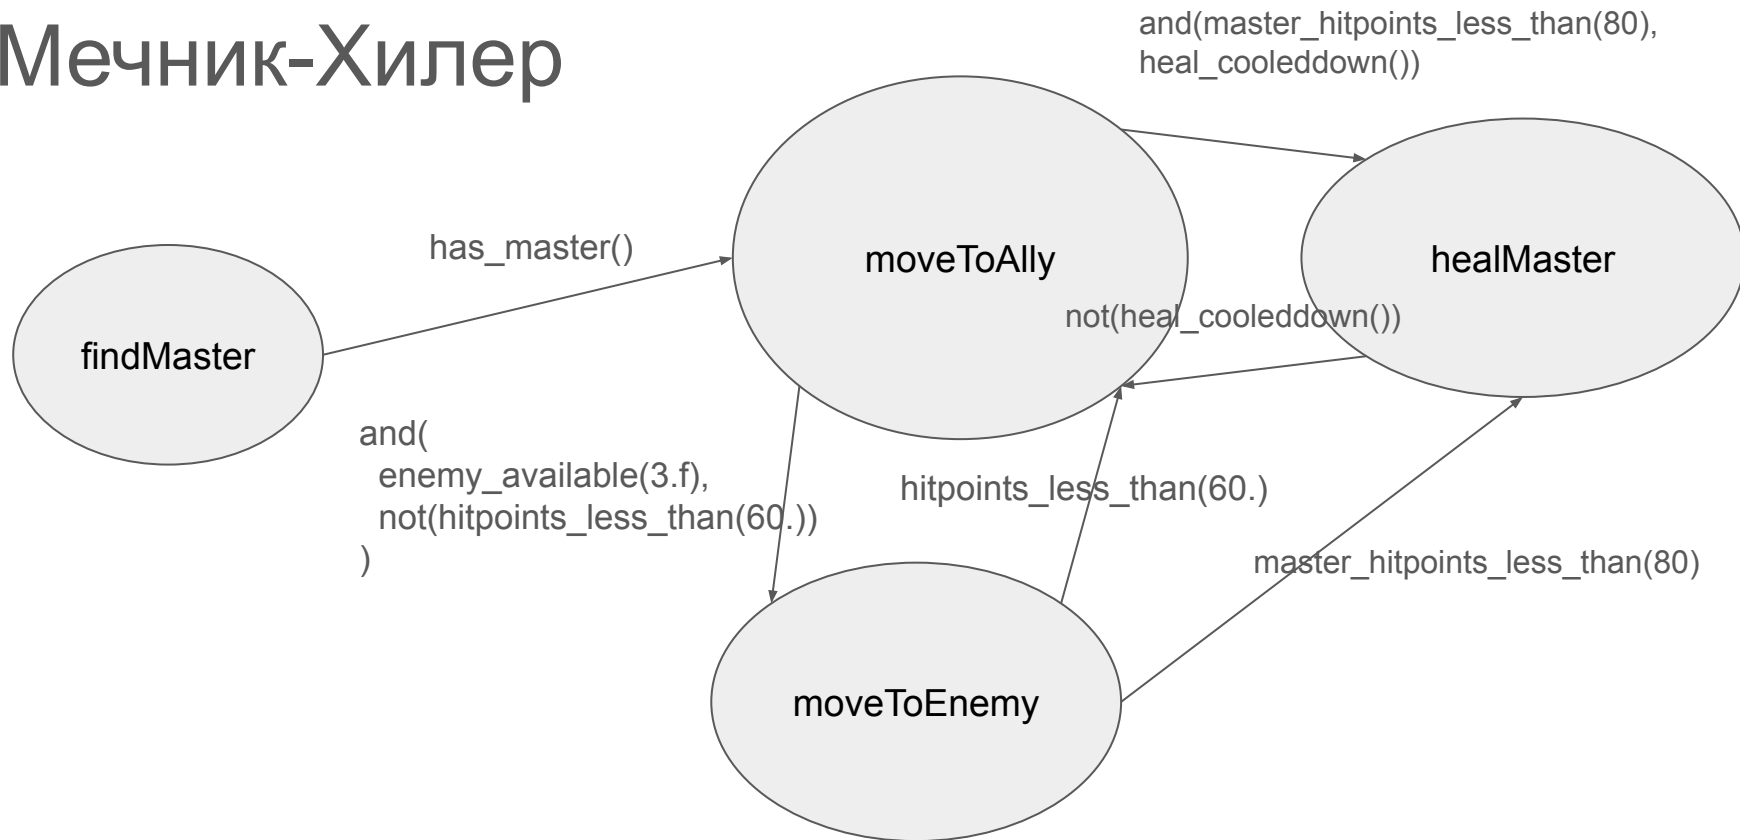 Мечник-Хилер
and(master_hitpoints_less_than(80),
heal_cooleddown())
has_master()
moveToAlly
healMaster
not(heal_cooleddown())
findMaster
and(
enemy_available(3.f),
not(hitpoints_less_than(60.))
)
hitpoints_less_than(60.)
master_hitpoints_less_than(80)
moveToEnemy